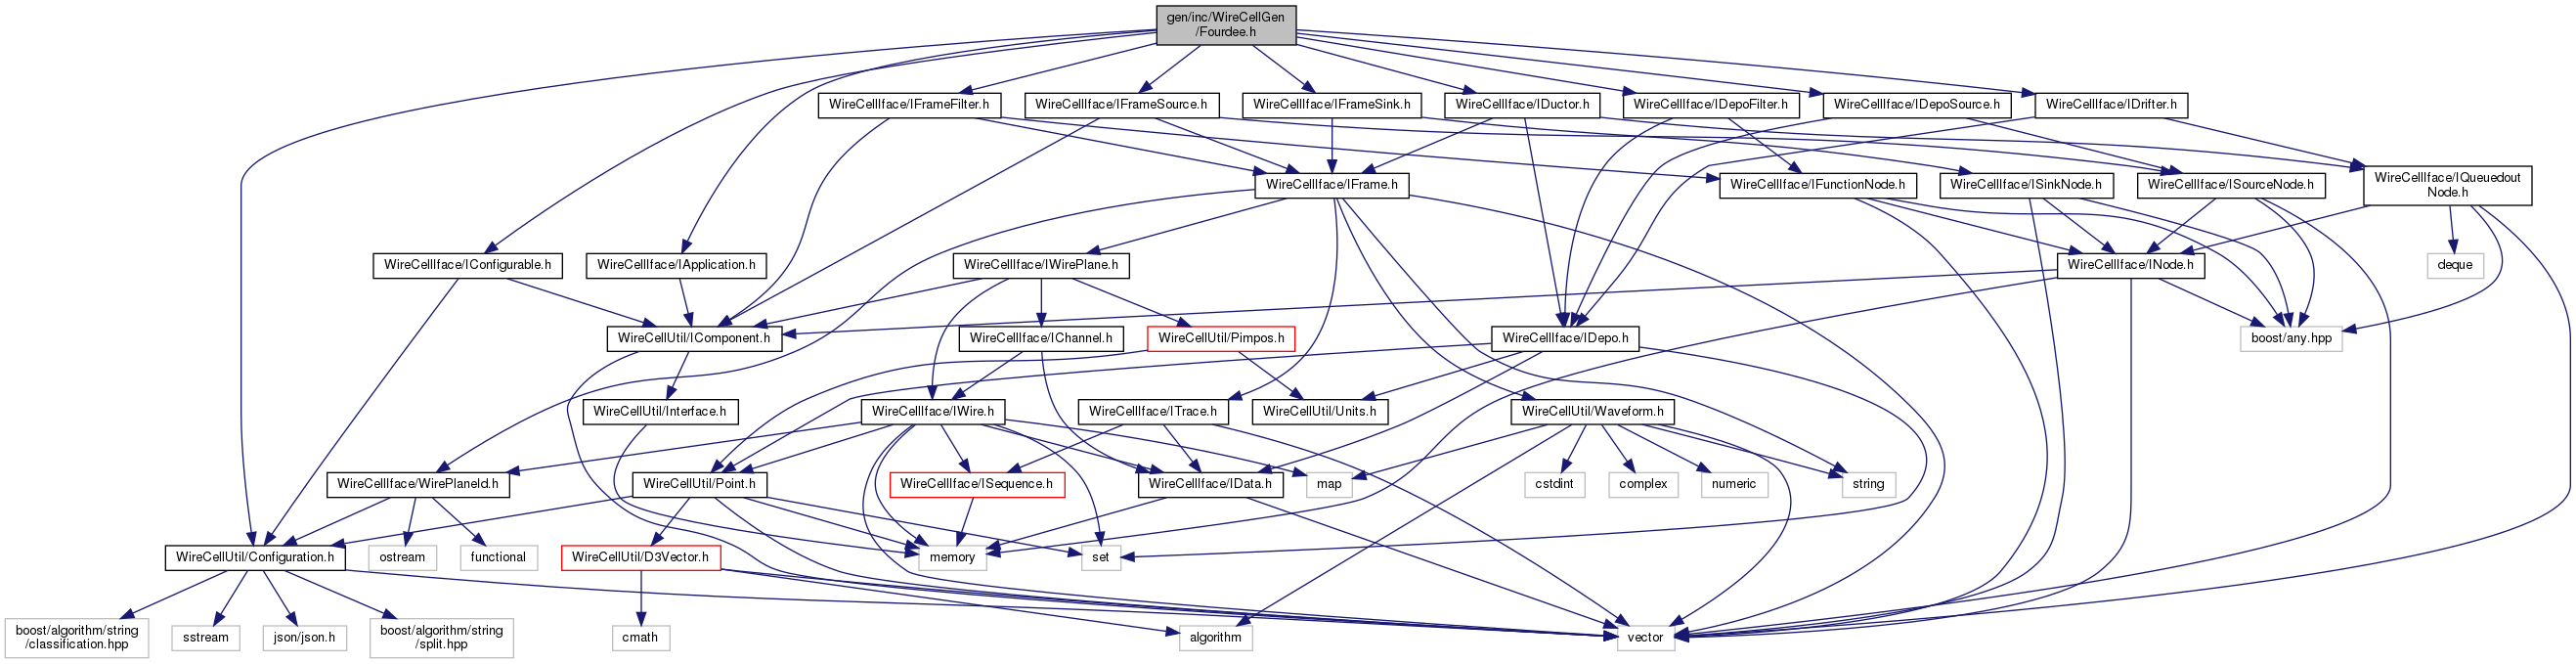 gen/inc/WireCellGen
/Fourdee.h
WireCellIface/IFrameFilter.h
WireCellIface/IFrameSource.h
WireCellIface/IFrameSink.h
WireCellIface/IDuctor.h
WireCellIface/IDepoFilter.h
WireCellIface/IDepoSource.h
WireCellIface/IDrifter.h
WireCellIface/IFrame.h
WireCellIface/IFunctionNode.h
WireCellIface/ISinkNode.h
WireCellIface/ISourceNode.h
WireCellIface/IQueuedout
Node.h
WireCellIface/IConfigurable.h
WireCellIface/IApplication.h
WireCellIface/IWirePlane.h
WireCellIface/INode.h
deque
WireCellUtil/IComponent.h
WireCellIface/IChannel.h
WireCellUtil/Pimpos.h
WireCellIface/IDepo.h
boost/any.hpp
WireCellUtil/Interface.h
WireCellIface/IWire.h
WireCellIface/ITrace.h
WireCellUtil/Units.h
WireCellUtil/Waveform.h
WireCellIface/WirePlaneId.h
WireCellUtil/Point.h
WireCellIface/ISequence.h
WireCellIface/IData.h
map
cstdint
complex
numeric
string
WireCellUtil/Configuration.h
ostream
functional
WireCellUtil/D3Vector.h
memory
set
boost/algorithm/string
/classification.hpp
sstream
json/json.h
boost/algorithm/string
/split.hpp
cmath
algorithm
vector